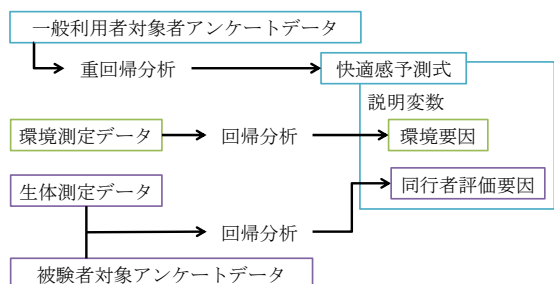 一般利用者対象者アンケートデータ
重回帰分析
快適感予測式
説明変数
環境測定データ
回帰分析
環境要因
生体測定データ
同行者評価要因
回帰分析
被験者対象アンケートデータ